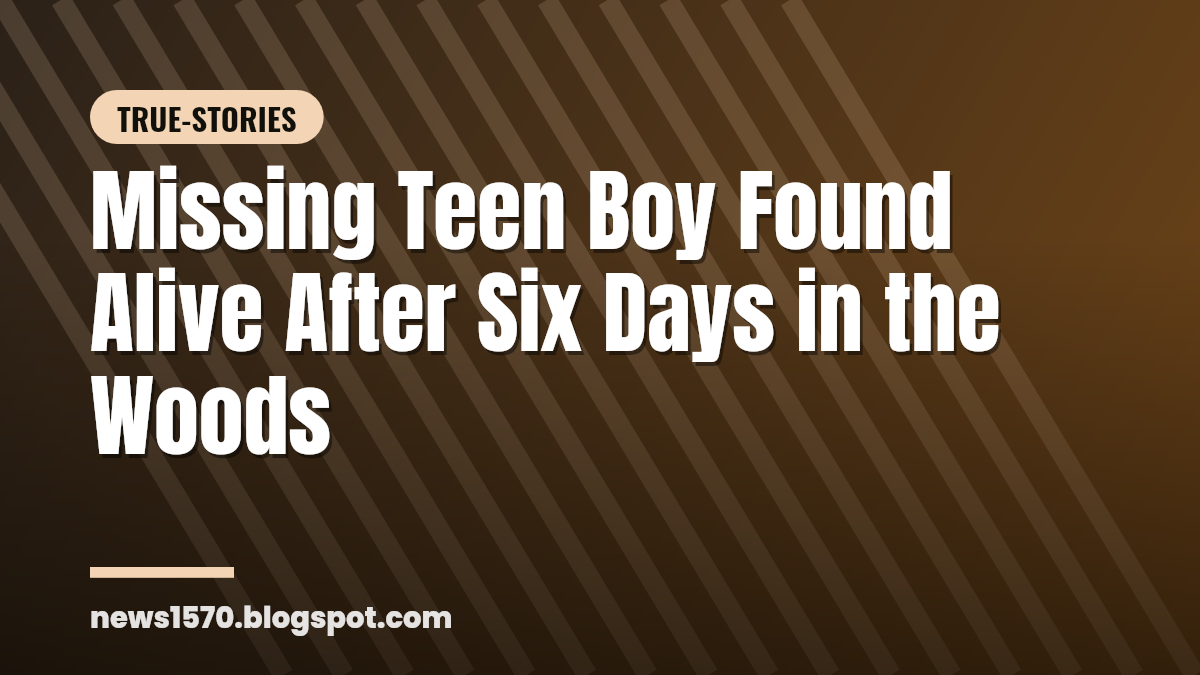 TRUE-STORIES
Missing Teen Boy Found
Alive After Six Days in the
Woods
news1570.blogspot.com